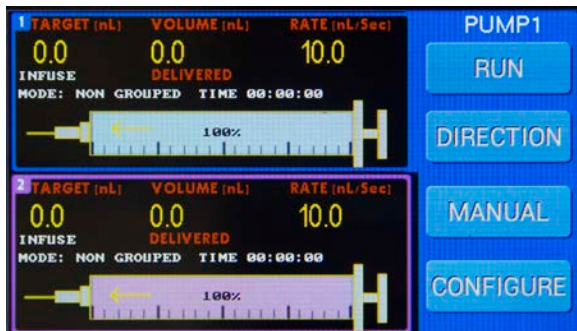 1 TARGET (nL) VOLUME (nL) RATE (nL/Sec)
0.0 0.0 10.0
INFUSE DELIVERED
MODE: NON GROUPED TIME 00:00:00
100%
2 TARGET (nL) VOLUME (nL) RATE (nL/Sec)
0.0 0.0 10.0
INFUSE DELIVERED
MODE: NON GROUPED TIME 00:00:00
100%
PUMP1
RUN
DIRECTION
MANUAL
CONFIGURE